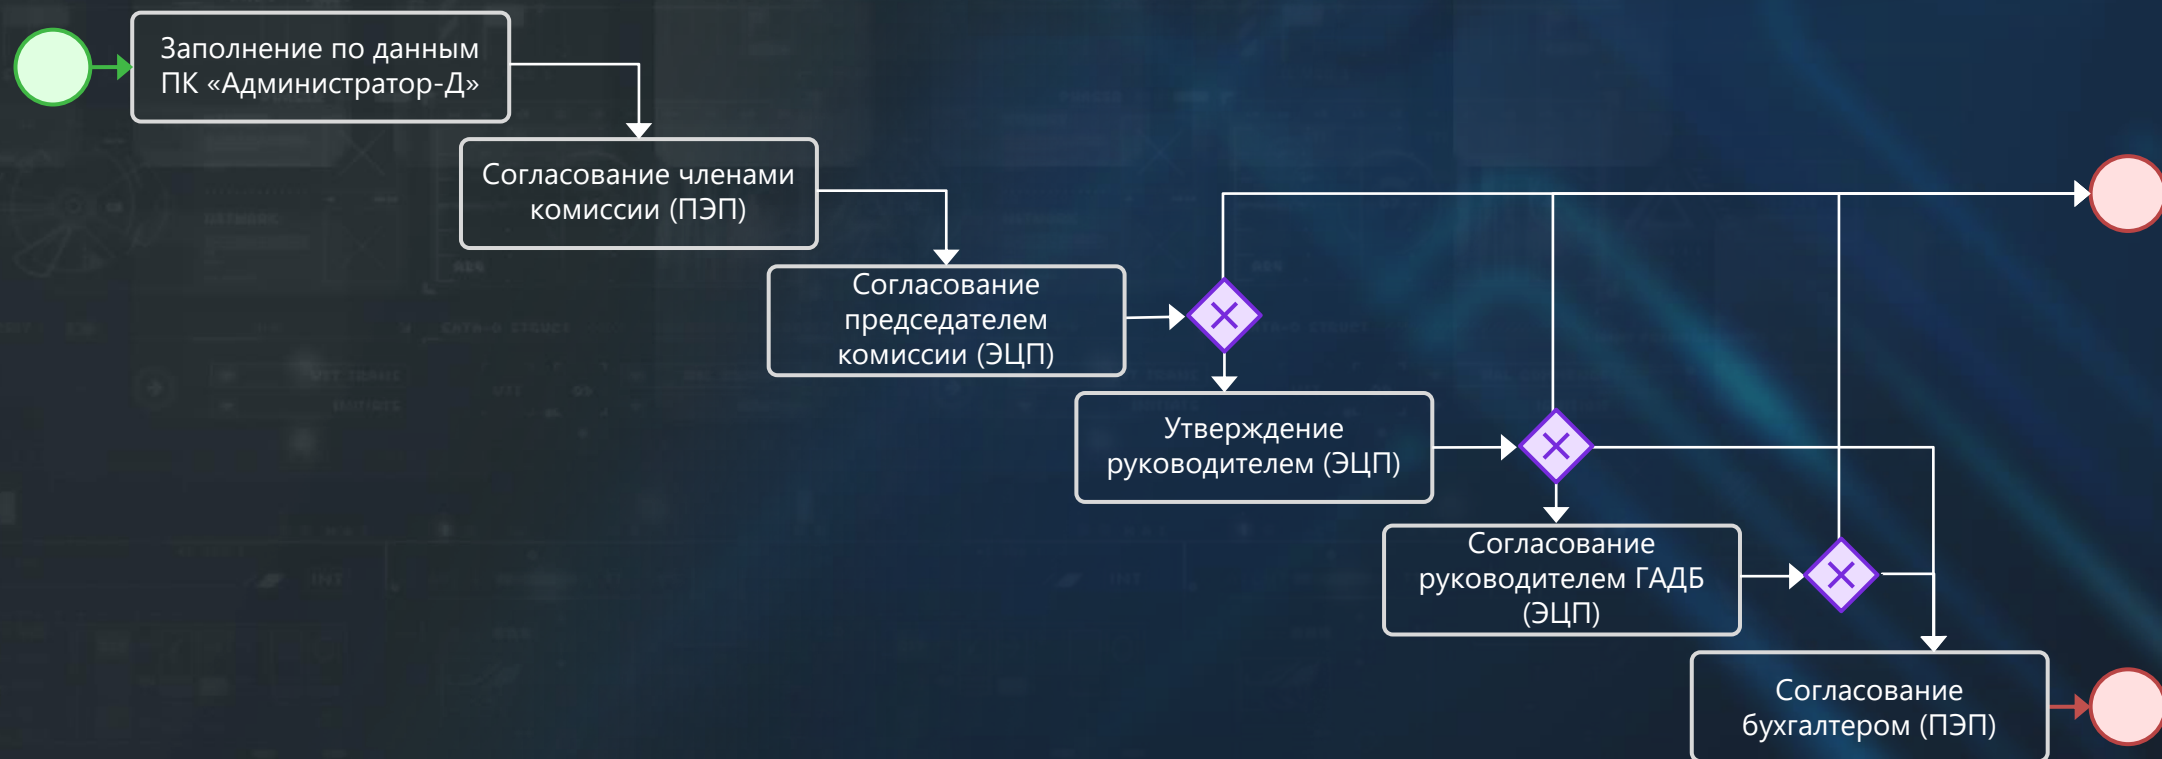 Заполнение по данным
ПК «Администратор-Д»
Согласование членами
комиссии (ПЭП)
Согласование
председателем
комиссии (ЭЦП)
Утверждение
руководителем (ЭЦП)
Согласование
руководителем ГАДБ
(ЭЦП)
Согласование
бухгалтером (ПЭП)